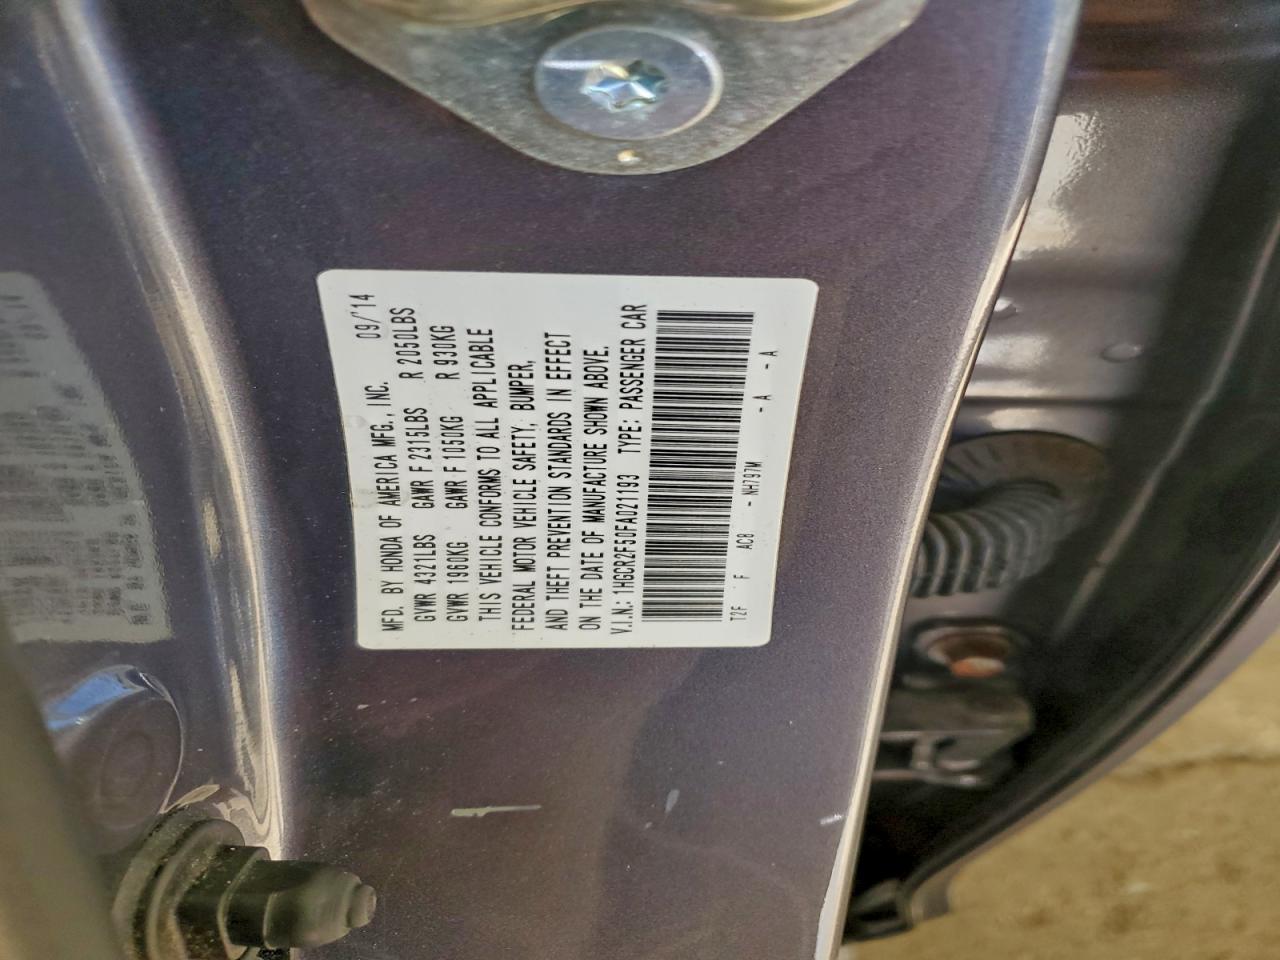 MFD. BY HONDA OF AMERICA MFG., INC. 09/'14
GVWR 4321LBS GAWR F 2315LBS R 2050LBS
GVWR 1960KG GAWR F 1050KG R 930KG
THIS VEHICLE CONFORMS TO ALL APPLICABLE
FEDERAL MOTOR VEHICLE SAFETY, BUMPER,
AND THEFT PREVENTION STANDARDS IN EFFECT
ON THE DATE OF MANUFACTURE SHOWN ABOVE.
V.I.N.: 1HGCR2F50FA021193 TYPE: PASSENGER CAR
T2F F AC8 - NH797M - A - A